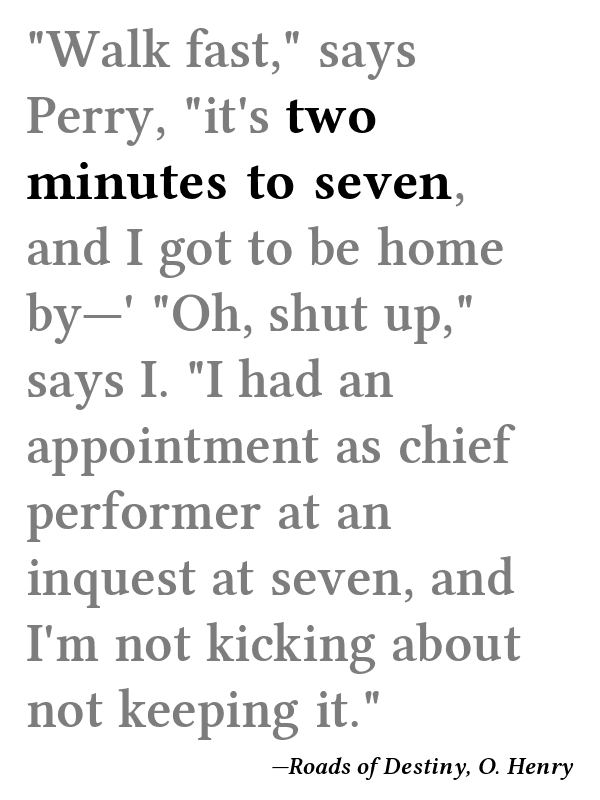 "Walk fast," says
Perry, "it's two
minutes to seven,
and I got to be home
by—' "Oh, shut up,"
says I. "I had an
appointment as chief
performer at an
inquest at seven, and
I'm not kicking about
not keeping it."
—Roads of Destiny, O. Henry